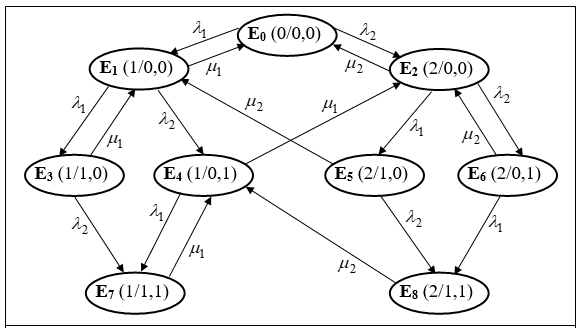 E0 (0/0,0)
λ1
λ2
E1 (1/0,0)
μ1
μ2
E2 (2/0,0)
λ1
μ1
λ2
μ2
μ1
λ1
μ2
λ2
E3 (1/1,0)
E4 (1/0,1)
E5 (2/1,0)
E6 (2/0,1)
λ2
λ1
μ1
μ2
λ2
λ1
E7 (1/1,1)
E8 (2/1,1)